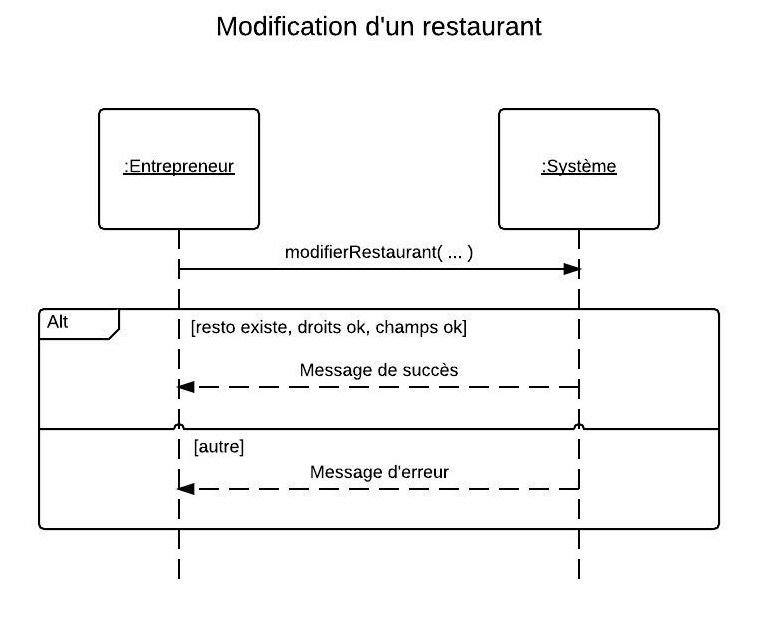 Modification d'un restaurant
:Entrepreneur
:Système
modifierRestaurant( ... )
Alt
[resto existe, droits ok, champs ok]
Message de succès
[autre]
Message d'erreur